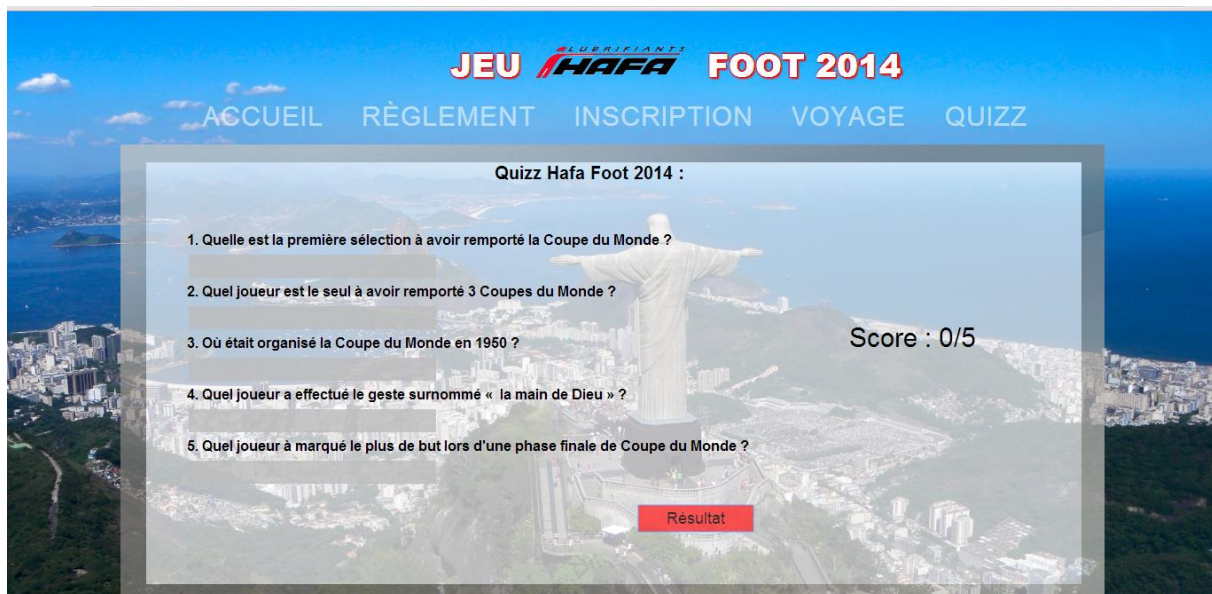 LUBRIFIANTS
JEU HAFA FOOT 2014
ACCUEIL RÈGLEMENT INSCRIPTION VOYAGE QUIZZ
Quizz Hafa Foot 2014 :
1. Quelle est la première sélection à avoir remporté la Coupe du Monde ?
2. Quel joueur est le seul à avoir remporté 3 Coupes du Monde ?
3. Où était organisé la Coupe du Monde en 1950 ?
Score : 0/5
4. Quel joueur a effectué le geste surnommé « la main de Dieu » ?
5. Quel joueur à marqué le plus de but lors d'une phase finale de Coupe du Monde ?
Résultat